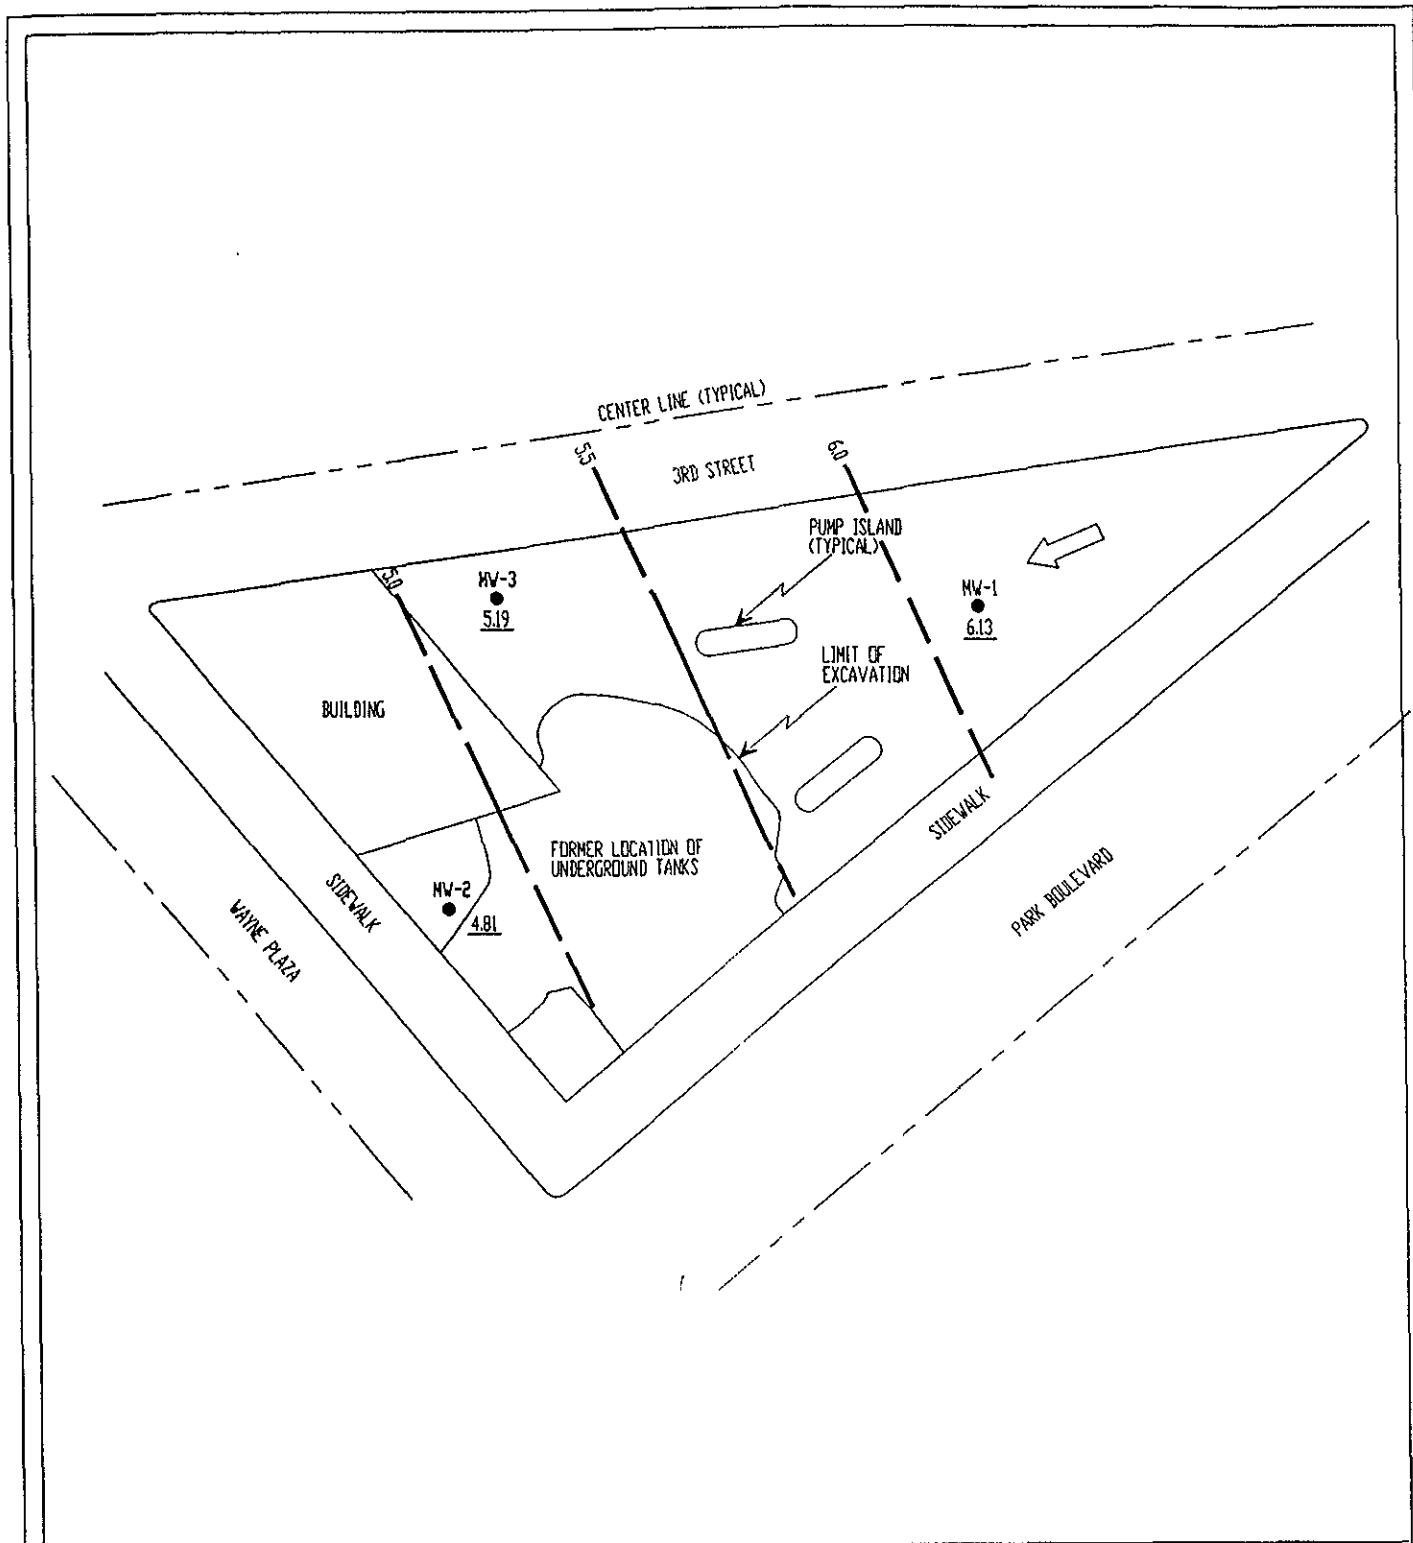 CENTER LINE (TYPICAL)
5.5
6.0
3RD STREET
PUMP ISLAND
(TYPICAL)
5.0
MW-3
5.19
MW-1
6.13
LIMIT OF
EXCAVATION
BUILDING
SIDEWALK
FORMER LOCATION OF
UNDERGROUND TANKS
MW-2
4.81
SIDEWALK
WAYNE PLAZA
PARK BOULEVARD